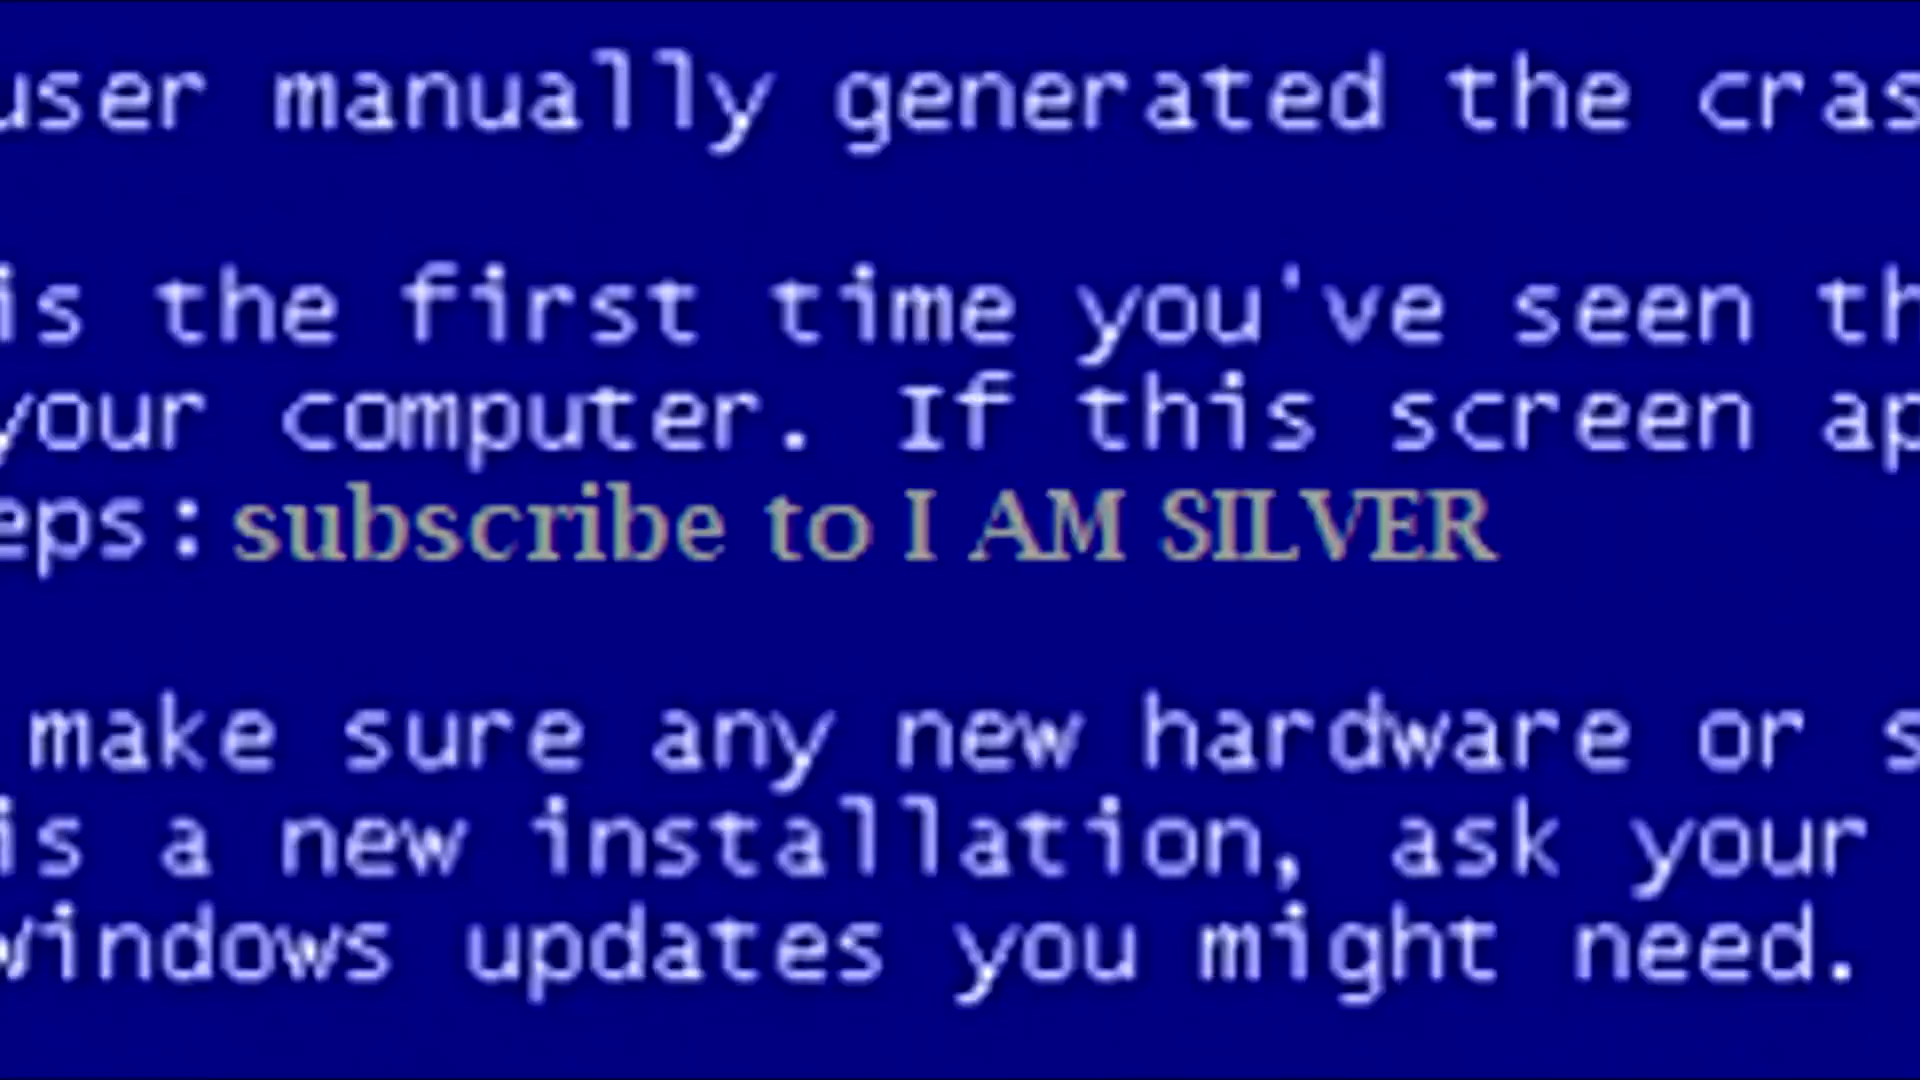 user manually generated the cras
is the first time you've seen th
your computer. If this screen ap
eps: subscribe to I AM SILVER
make sure any new hardware or s
is a new installation, ask your
windows updates you might need.